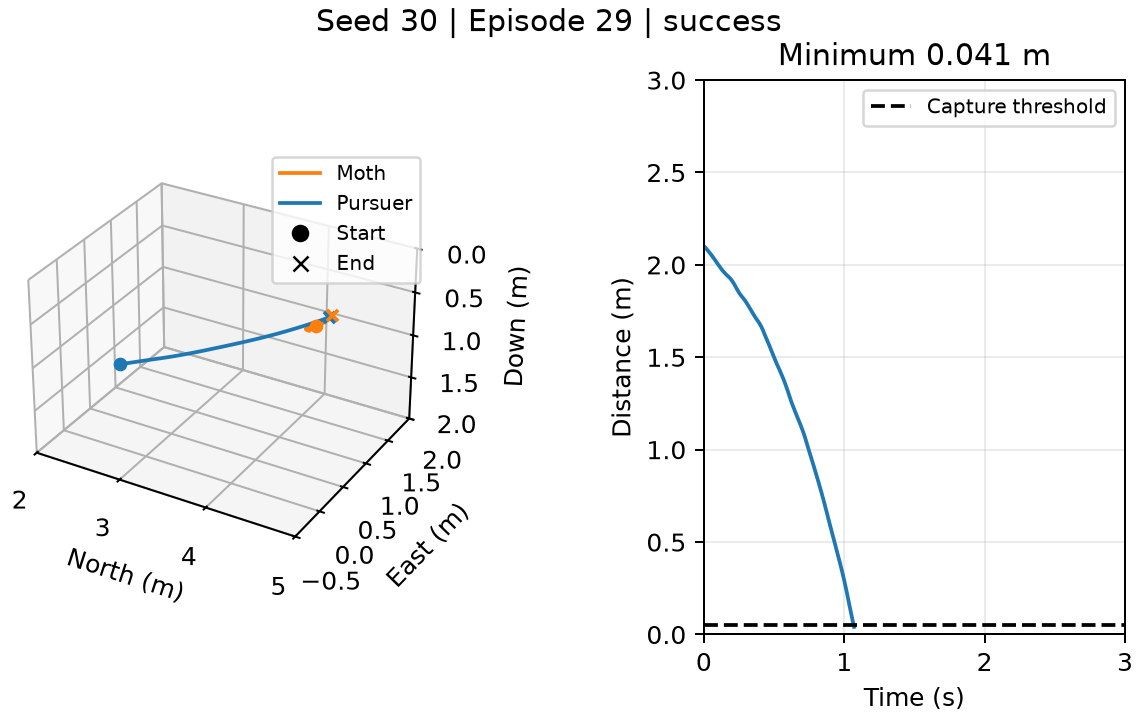 Seed 30 | Episode 29 | success
Moth
Pursuer
Start
End
0.0
0.5
1.0
1.5
2.0
Down (m)
2.0
1.5
1.0
0.5
0.0
−0.5
East (m)
2
3
4
5
North (m)
Minimum 0.041 m
Capture threshold
3.0
2.5
2.0
1.5
1.0
0.5
0.0
Distance (m)
0
1
2
3
Time (s)